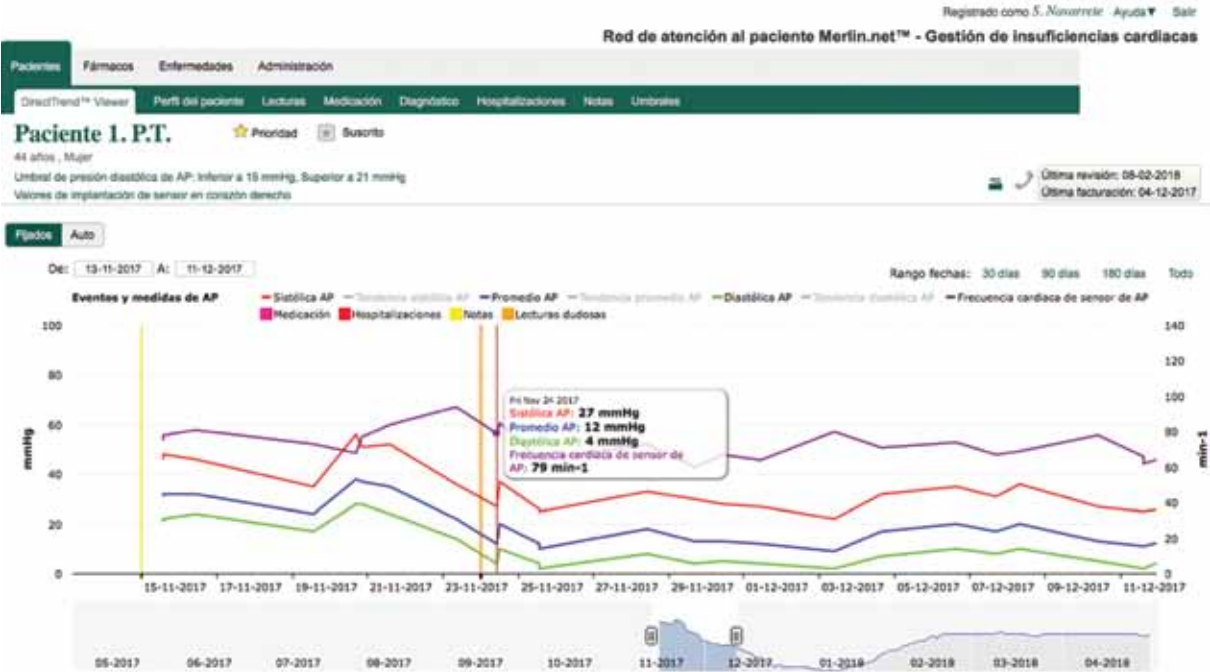 Registrado como S. Navarrete Ayuda▼ Salir
Red de atención al paciente Merlin.net™ - Gestión de insuficiencias cardiacas
Pacientes Fármacos Enfermedades Administración
DirectTrend™ Viewer Perfil del paciente Lecturas Medicación Diagnóstico Hospitalizaciones Notas Umbrales
Paciente 1. P.T. Prioridad Suscrito
44 años , Mujer
Umbral de presión diastólica de AP: Inferior a 15 mmHg, Superior a 21 mmHg
Valores de implantación de sensor en corazón derecho
Última revisión: 08-02-2018
Última facturación: 04-12-2017
Fijados Auto
De: 13-11-2017 A: 11-12-2017
Rango fechas: 30 días 90 días 180 días Todo
Eventos y medidas de AP Sistólica AP Tendencia sistólica AP Promedio AP Tendencia promedio AP Diastólica AP Tendencia diastólica AP Frecuencia cardiaca de sensor de AP
Medicación Hospitalizaciones Notas Lecturas dudosas
100 140
120
80
100
60 80
60
40
40
20
20
0 0
mmHg
min-1
Fri Nov 24 2017
Sistólica AP: 27 mmHg
Promedio AP: 12 mmHg
Diastólica AP: 4 mmHg
Frecuencia cardiaca de sensor de
AP: 79 min-1
15-11-2017 17-11-2017 19-11-2017 21-11-2017 23-11-2017 25-11-2017 27-11-2017 29-11-2017 01-12-2017 03-12-2017 05-12-2017 07-12-2017 09-12-2017 11-12-2017
05-2017 06-2017 07-2017 08-2017 09-2017 10-2017 11-2017 12-2017 01-2018 02-2018 03-2018 04-2018